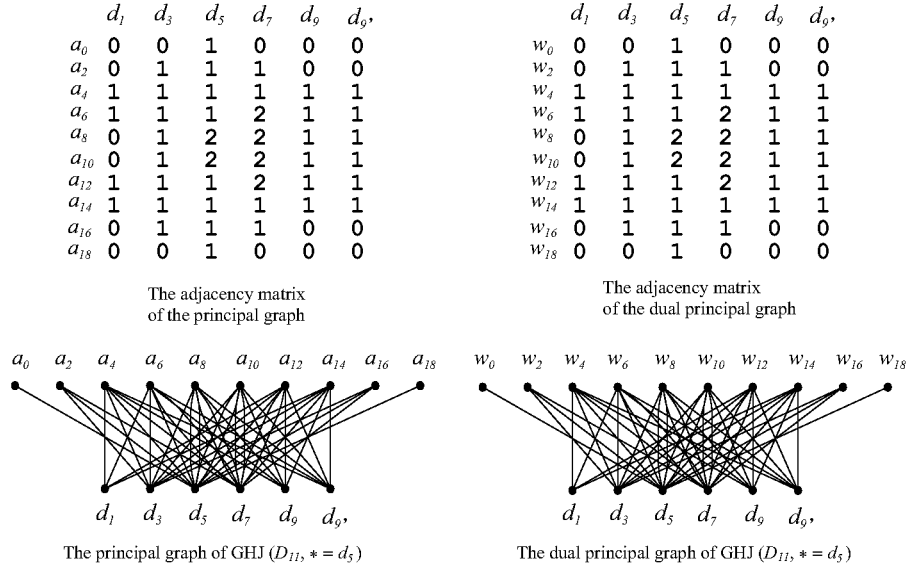 d₁ d₃ d₅ d₇ d₉ d₉'
a₀ 0 0 1 0 0 0
a₂ 0 1 1 1 0 0
a₄ 1 1 1 1 1 1
a₆ 1 1 1 2 1 1
a₈ 0 1 2 2 1 1
a₁₀ 0 1 2 2 1 1
a₁₂ 1 1 1 2 1 1
a₁₄ 1 1 1 1 1 1
a₁₆ 0 1 1 1 0 0
a₁₈ 0 0 1 0 0 0
The adjacency matrix
of the principal graph
d₁ d₃ d₅ d₇ d₉ d₉'
w₀ 0 0 1 0 0 0
w₂ 0 1 1 1 0 0
w₄ 1 1 1 1 1 1
w₆ 1 1 1 2 1 1
w₈ 0 1 2 2 1 1
w₁₀ 0 1 2 2 1 1
w₁₂ 1 1 1 2 1 1
w₁₄ 1 1 1 1 1 1
w₁₆ 0 1 1 1 0 0
w₁₈ 0 0 1 0 0 0
The adjacency matrix
of the dual principal graph
a₀ a₂ a₄ a₆ a₈ a₁₀ a₁₂ a₁₄ a₁₆ a₁₈
d₁ d₃ d₅ d₇ d₉ d₉'
The principal graph of GHJ (D₁₁, * = d₅)
w₀ w₂ w₄ w₆ w₈ w₁₀ w₁₂ w₁₄ w₁₆ w₁₈
d₁ d₃ d₅ d₇ d₉ d₉'
The dual principal graph of GHJ (D₁₁, * = d₅)